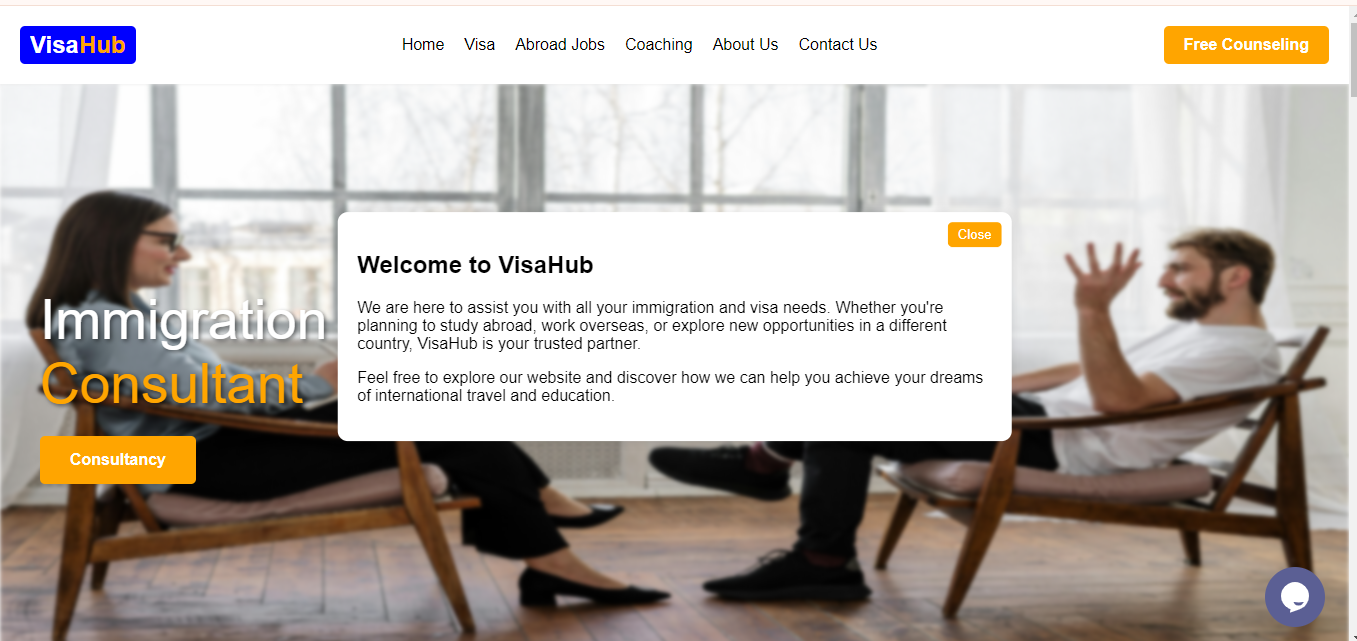 VisaHub
Home
Visa
Abroad Jobs
Coaching
About Us
Contact Us
Free Counseling
Close
Welcome to VisaHub
We are here to assist you with all your immigration and visa needs. Whether you're
planning to study abroad, work overseas, or explore new opportunities in a different
country, VisaHub is your trusted partner.
Feel free to explore our website and discover how we can help you achieve your dreams
of international travel and education.
Immigration
Consultant
Consultancy